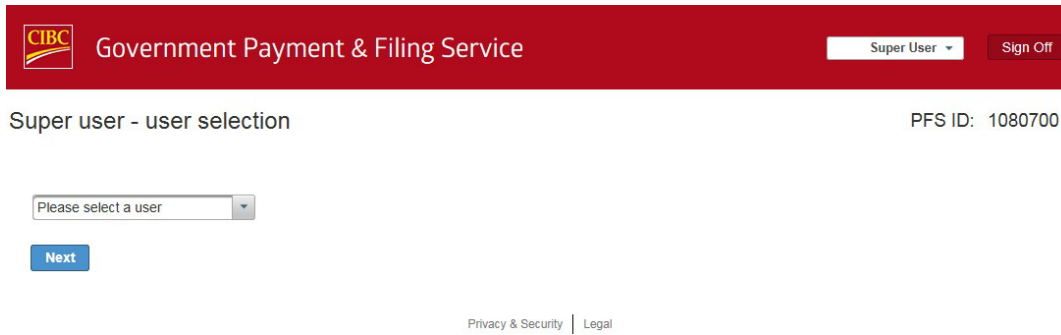 CIBC
Government Payment & Filing Service
Super User
Sign Off
Super user - user selection
PFS ID: 1080700
Please select a user
Next
Privacy & Security | Legal